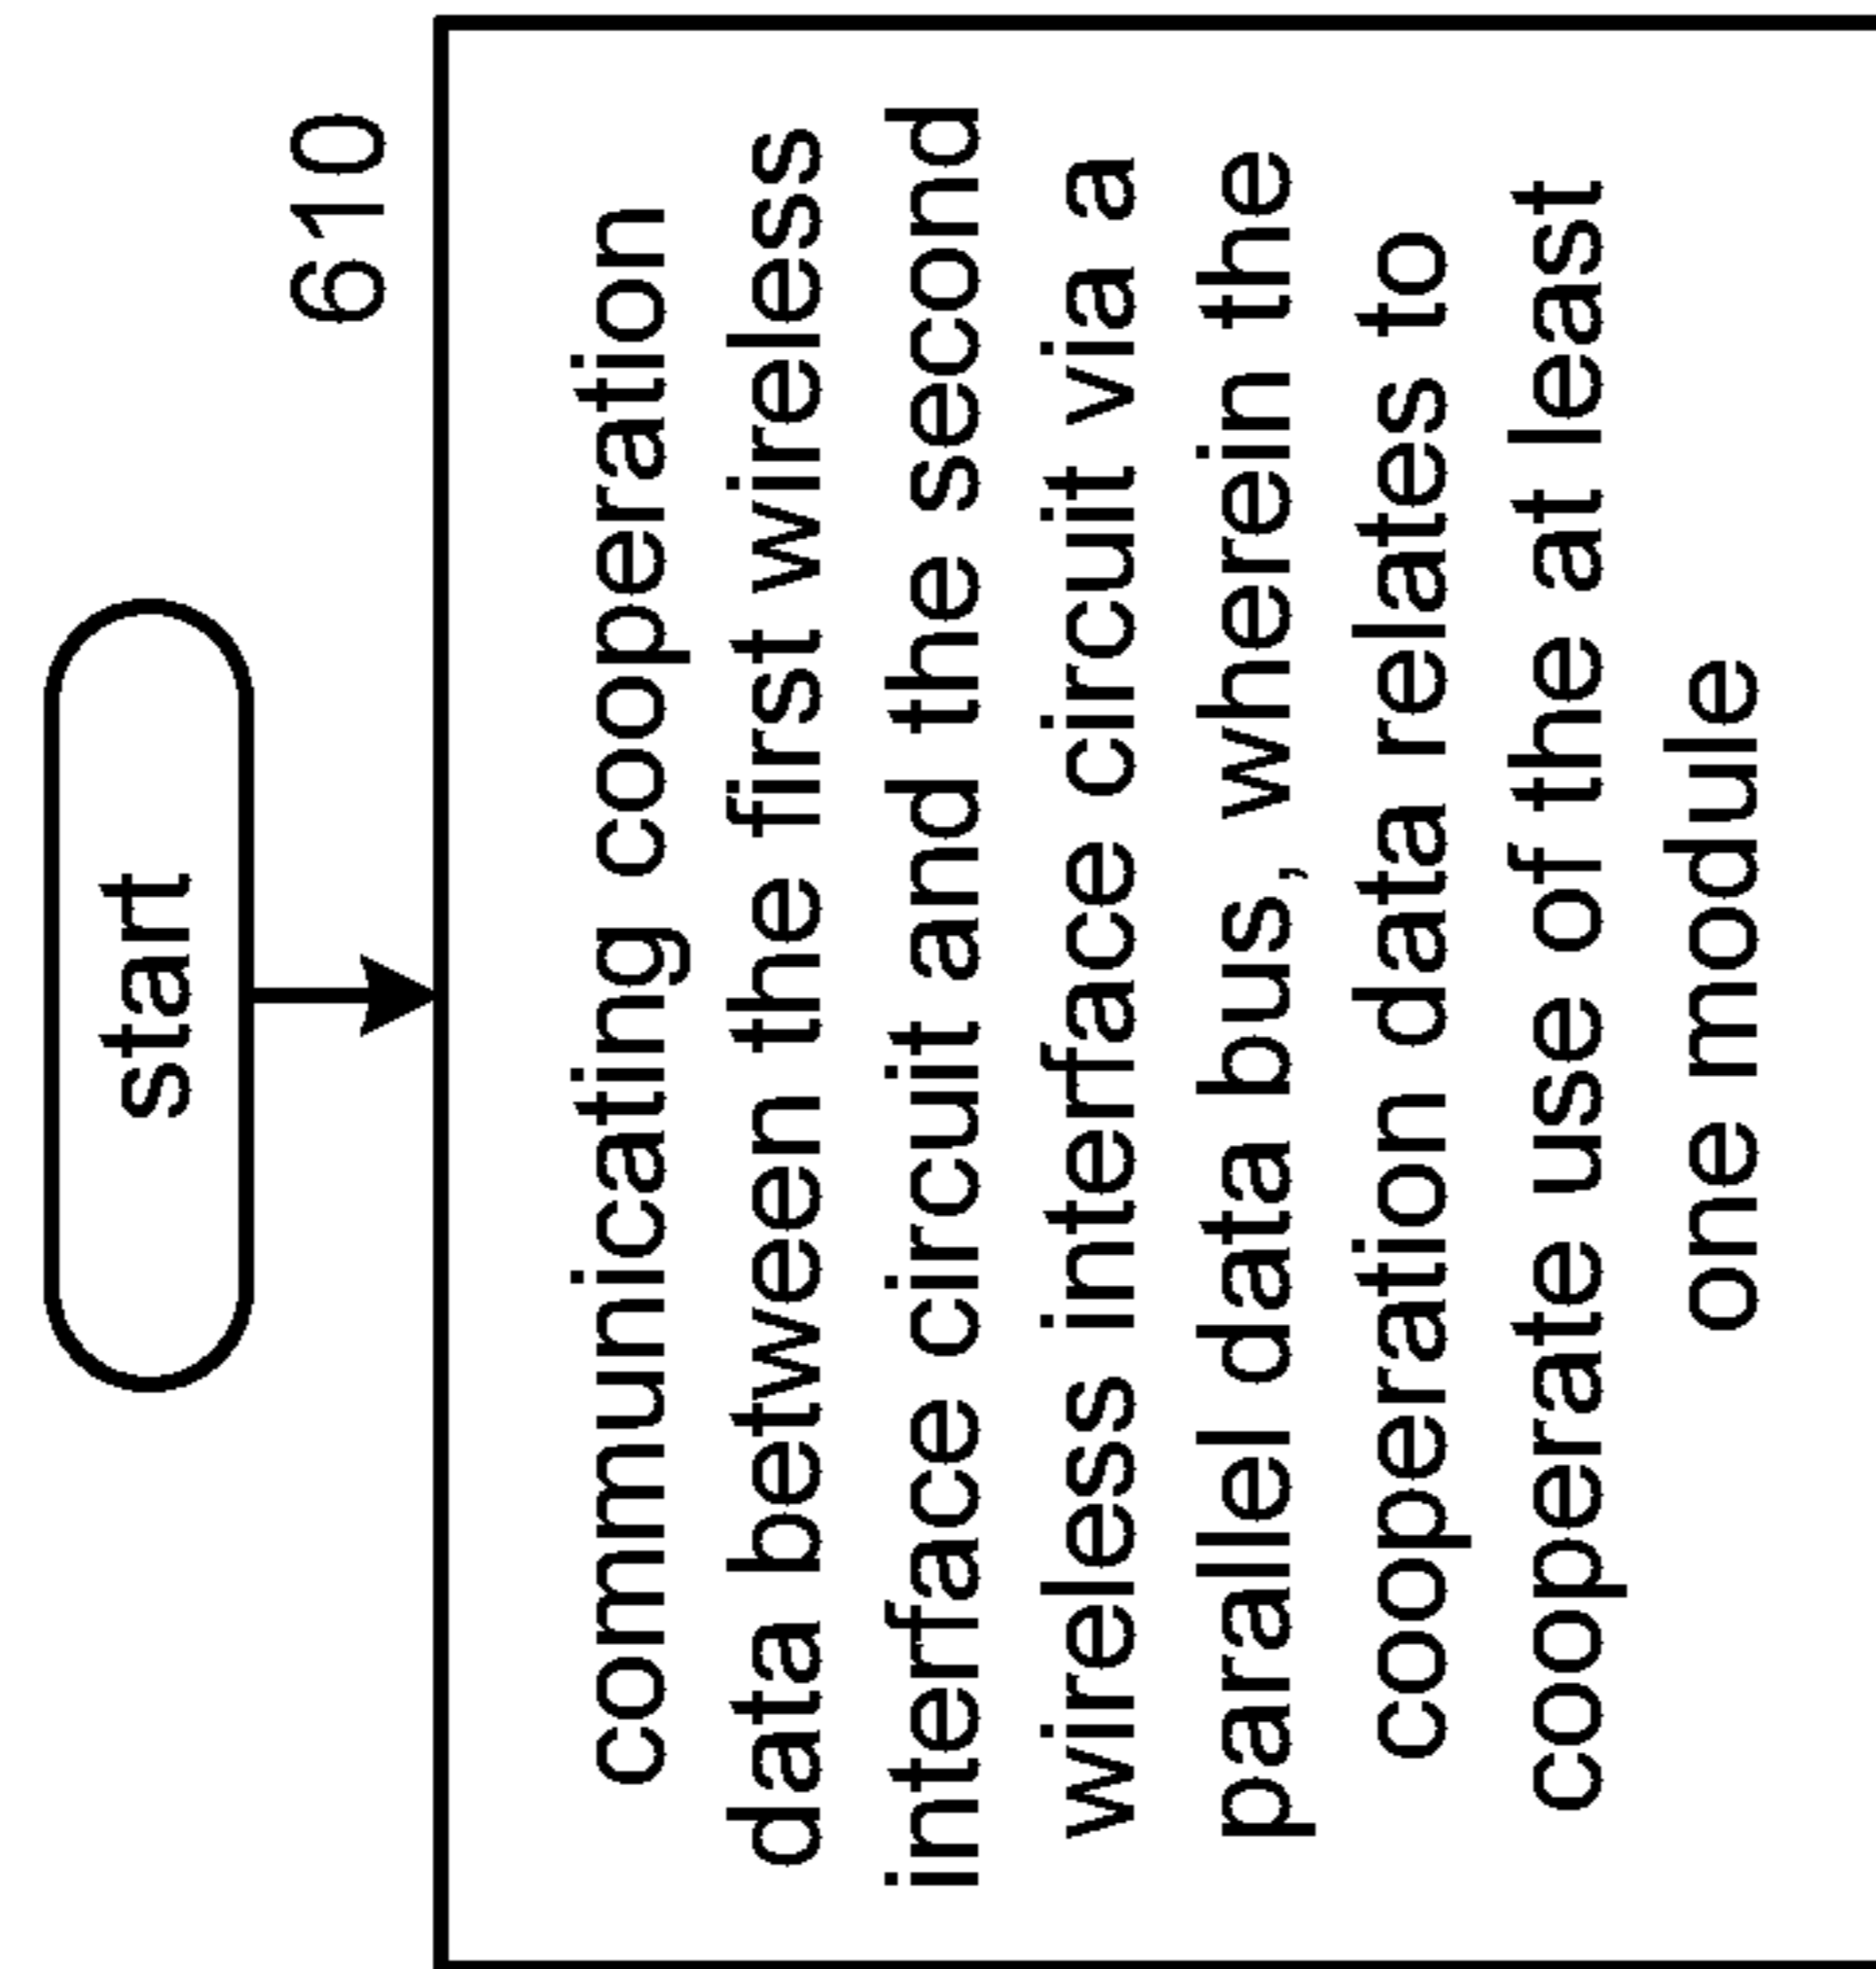 start
610
communicating cooperation
data between the first wireless
interface circuit and the second
wireless interface circuit via a
parallel data bus, wherein the
cooperation data relates to
cooperate use of the at least
one module